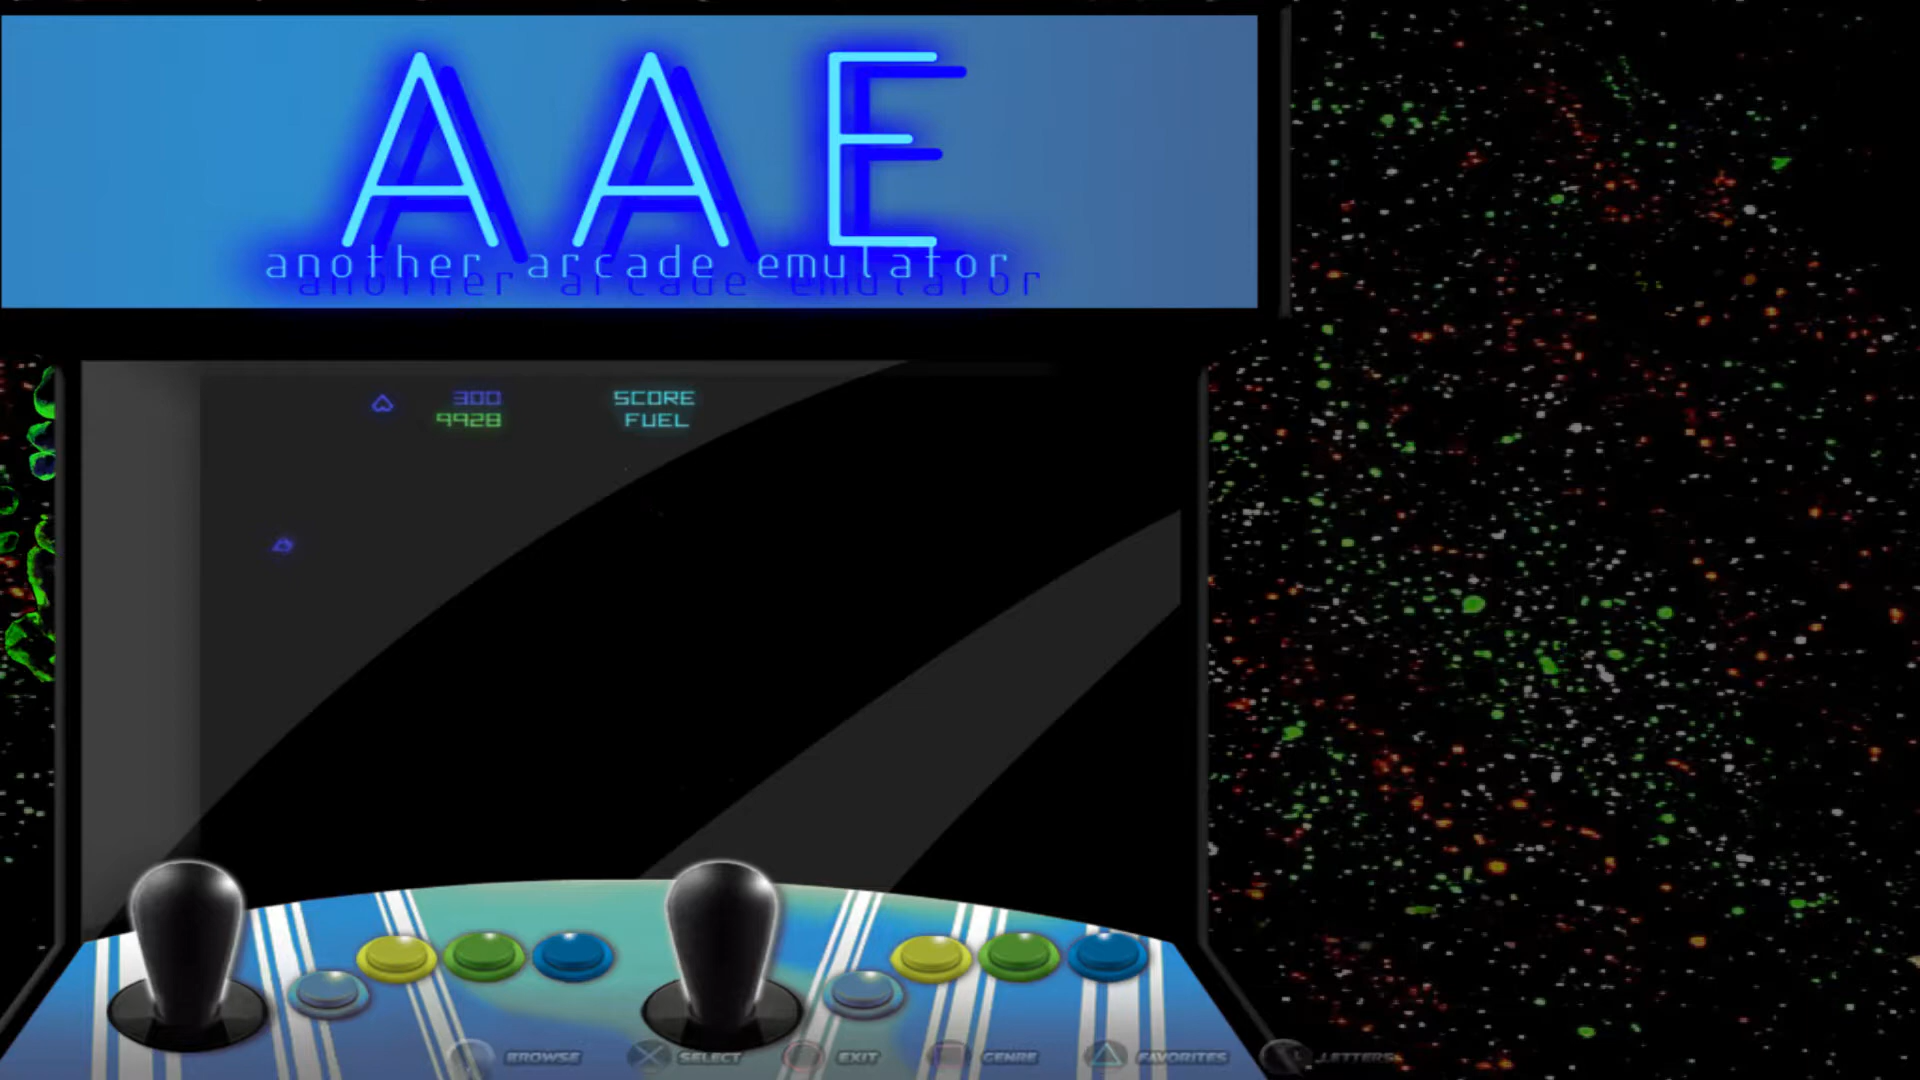 AAE
another arcade emulator
300 SCORE
9928 FUEL
BROWSE SELECT EXIT GENRE FAVORITES LETTERS